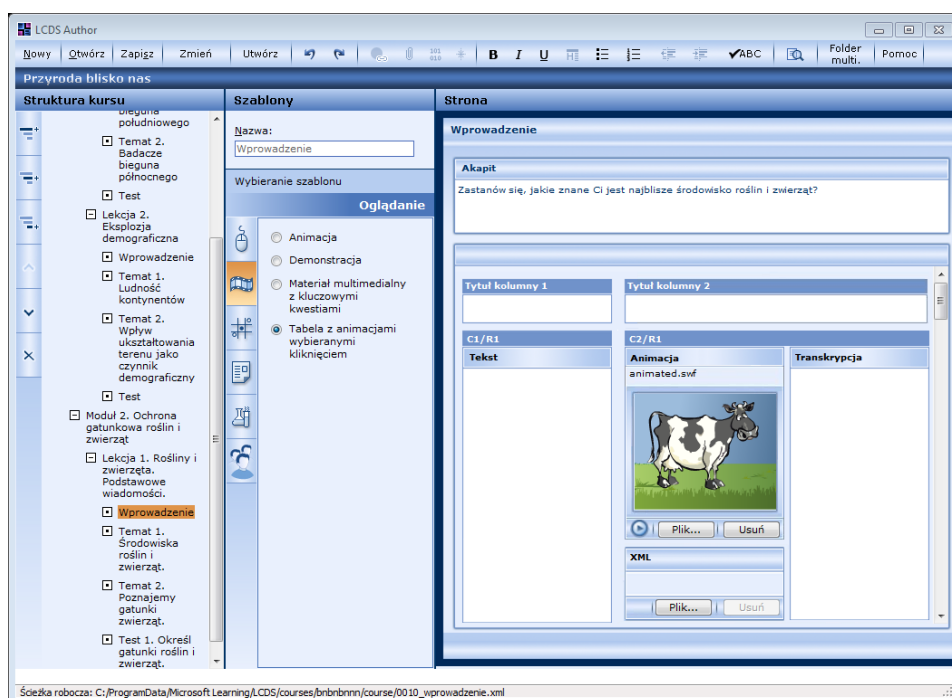 LCDS Author
Nowy Otwórz Zapisz Zmień Utwórz B I U ABC Folder multi. Pomoc
Przyroda blisko nas
Struktura kursu
bieguna
południowego
Temat 2.
Badacze
bieguna
północnego
Test
Lekcja 2.
Eksplozja
demograficzna
Wprowadzenie
Temat 1.
Ludność
kontynentów
Temat 2.
Wpływ
ukształtowania
terenu jako
czynnik
demograficzny
Test
Moduł 2. Ochrona
gatunkowa roślin i
zwierząt
Lekcja 1. Rośliny i
zwierzęta.
Podstawowe
wiadomości.
Wprowadzenie
Temat 1.
Środowiska
roślin i
zwierząt.
Temat 2.
Poznajemy
gatunki
zwierząt.
Test 1. Określ
gatunki roślin i
zwierząt.
Szablony
Nazwa:
Wprowadzenie
Wybieranie szablonu
Oglądanie
Animacja
Demonstracja
Materiał multimedialny
z kluczowymi
kwestiami
Tabela z animacjami
wybieranymi
kliknięciem
Strona
Wprowadzenie
Akapit
Zastanów się, jakie znane Ci jest najblisze środowisko roślin i zwierząt?
Tytuł kolumny 1
Tytuł kolumny 2
C1/R1
C2/R1
Tekst
Animacja
Transkrypcja
animated.swf
Plik... Usuń
XML
Plik... Usuń
Ścieżka robocza: C:/ProgramData/Microsoft Learning/LCDS/courses/bnbnbnnn/course/0010_wprowadzenie.xml